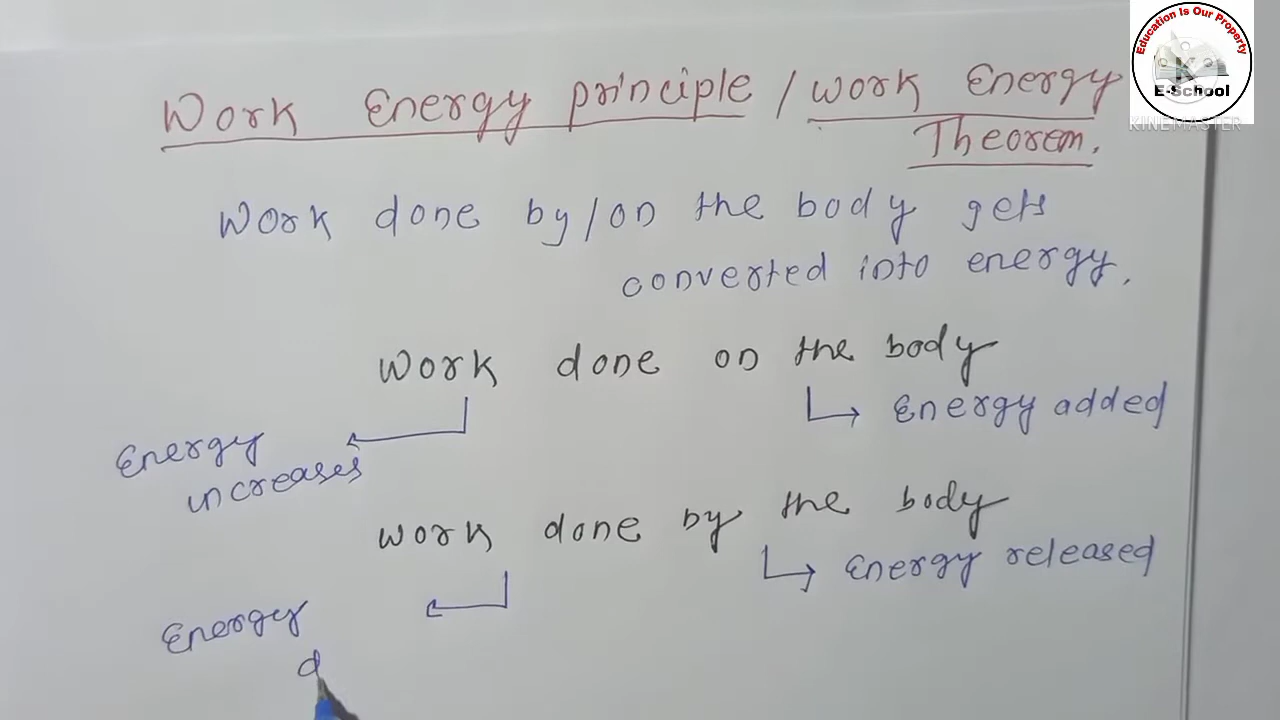 Education Is Our Property
K
E-School
KINEMASTER
Work Energy principle / work Energy
Theorem.
Work done by/on the body gets
converted into energy.
Work done on the body
Energy added
Energy
increases
work done by the body
Energy released
Energy
d